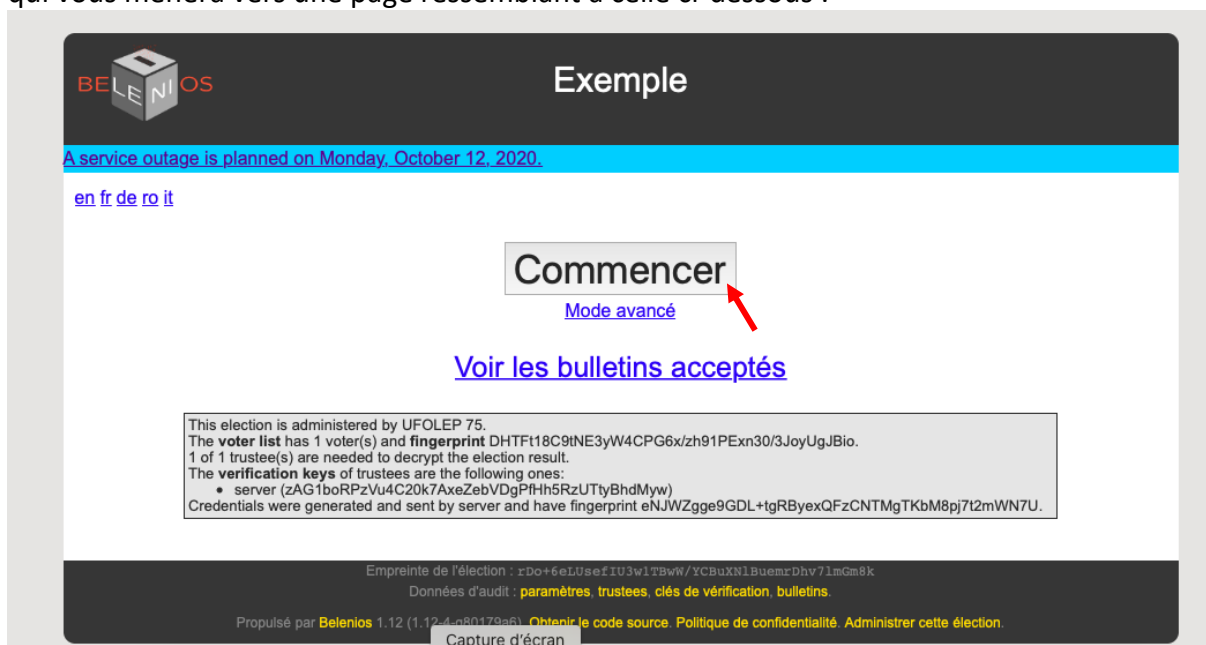 qui vous mènera vers une page ressemblant à celle ci-dessous :
BELENIOS
Exemple
A service outage is planned on Monday, October 12, 2020.
en fr de ro it
Commencer
Mode avancé
Voir les bulletins acceptés
This election is administered by UFOLEP 75.
The voter list has 1 voter(s) and fingerprint DHTFt18C9tNE3yW4CPG6x/zh91PExn30/3JoyUgJBio.
1 of 1 trustee(s) are needed to decrypt the election result.
The verification keys of trustees are the following ones:
• server (zAG1boRPzVu4C20k7AxeZebVDgPfHh5RzUTtyBhdMyw)
Credentials were generated and sent by server and have fingerprint eNJWZgge9GDL+tgRByexQFzCNTMgTKbM8pj7t2mWN7U.
Empreinte de l'élection : rDo+6eLUsefIU3wlTBwW/YCBuXNlBuemrDhv7lmGm8k
Données d'audit : paramètres, trustees, clés de vérification, bulletins.
Propulsé par Belenios 1.12 (1.12-4-g80179a6). Obtenir le code source. Politique de confidentialité. Administrer cette élection.
Capture d'écran